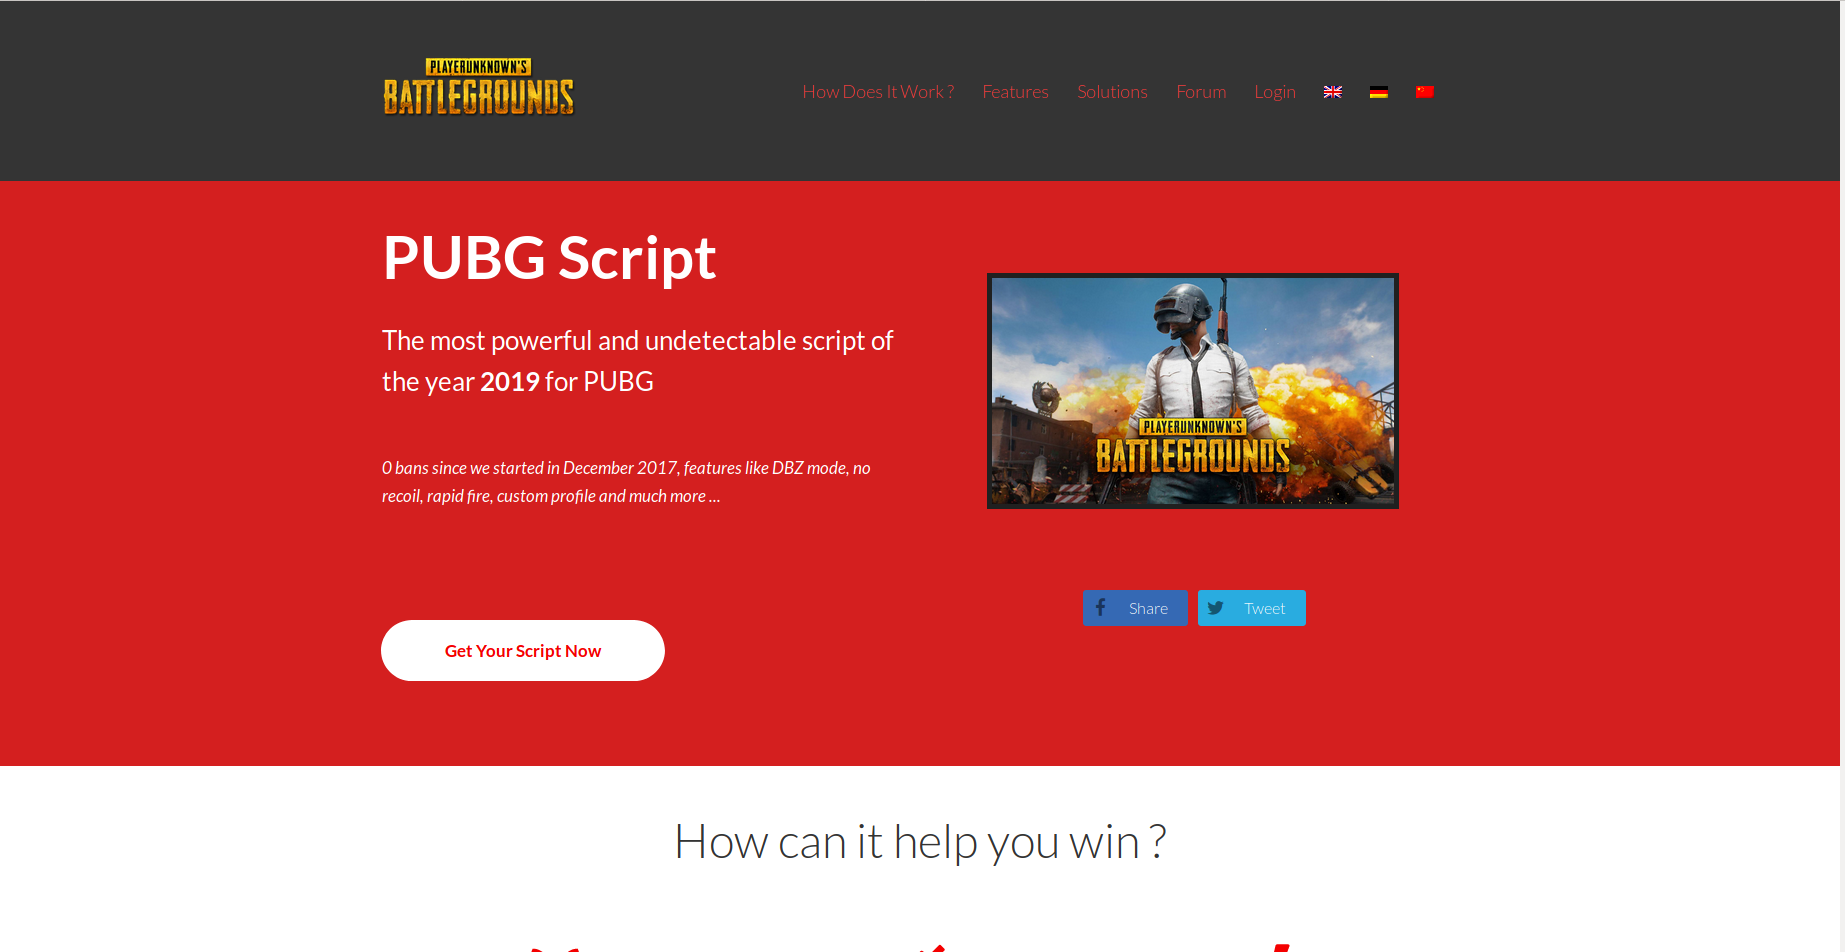 PLAYERUNKNOWN'S
BATTLEGROUNDS
How Does It Work ?
Features
Solutions
Forum
Login
PUBG Script
The most powerful and undetectable script of
the year 2019 for PUBG
0 bans since we started in December 2017, features like DBZ mode, no
recoil, rapid fire, custom profile and much more ...
PLAYERUNKNOWN'S
BATTLEGROUNDS
Share
Tweet
Get Your Script Now
How can it help you win ?